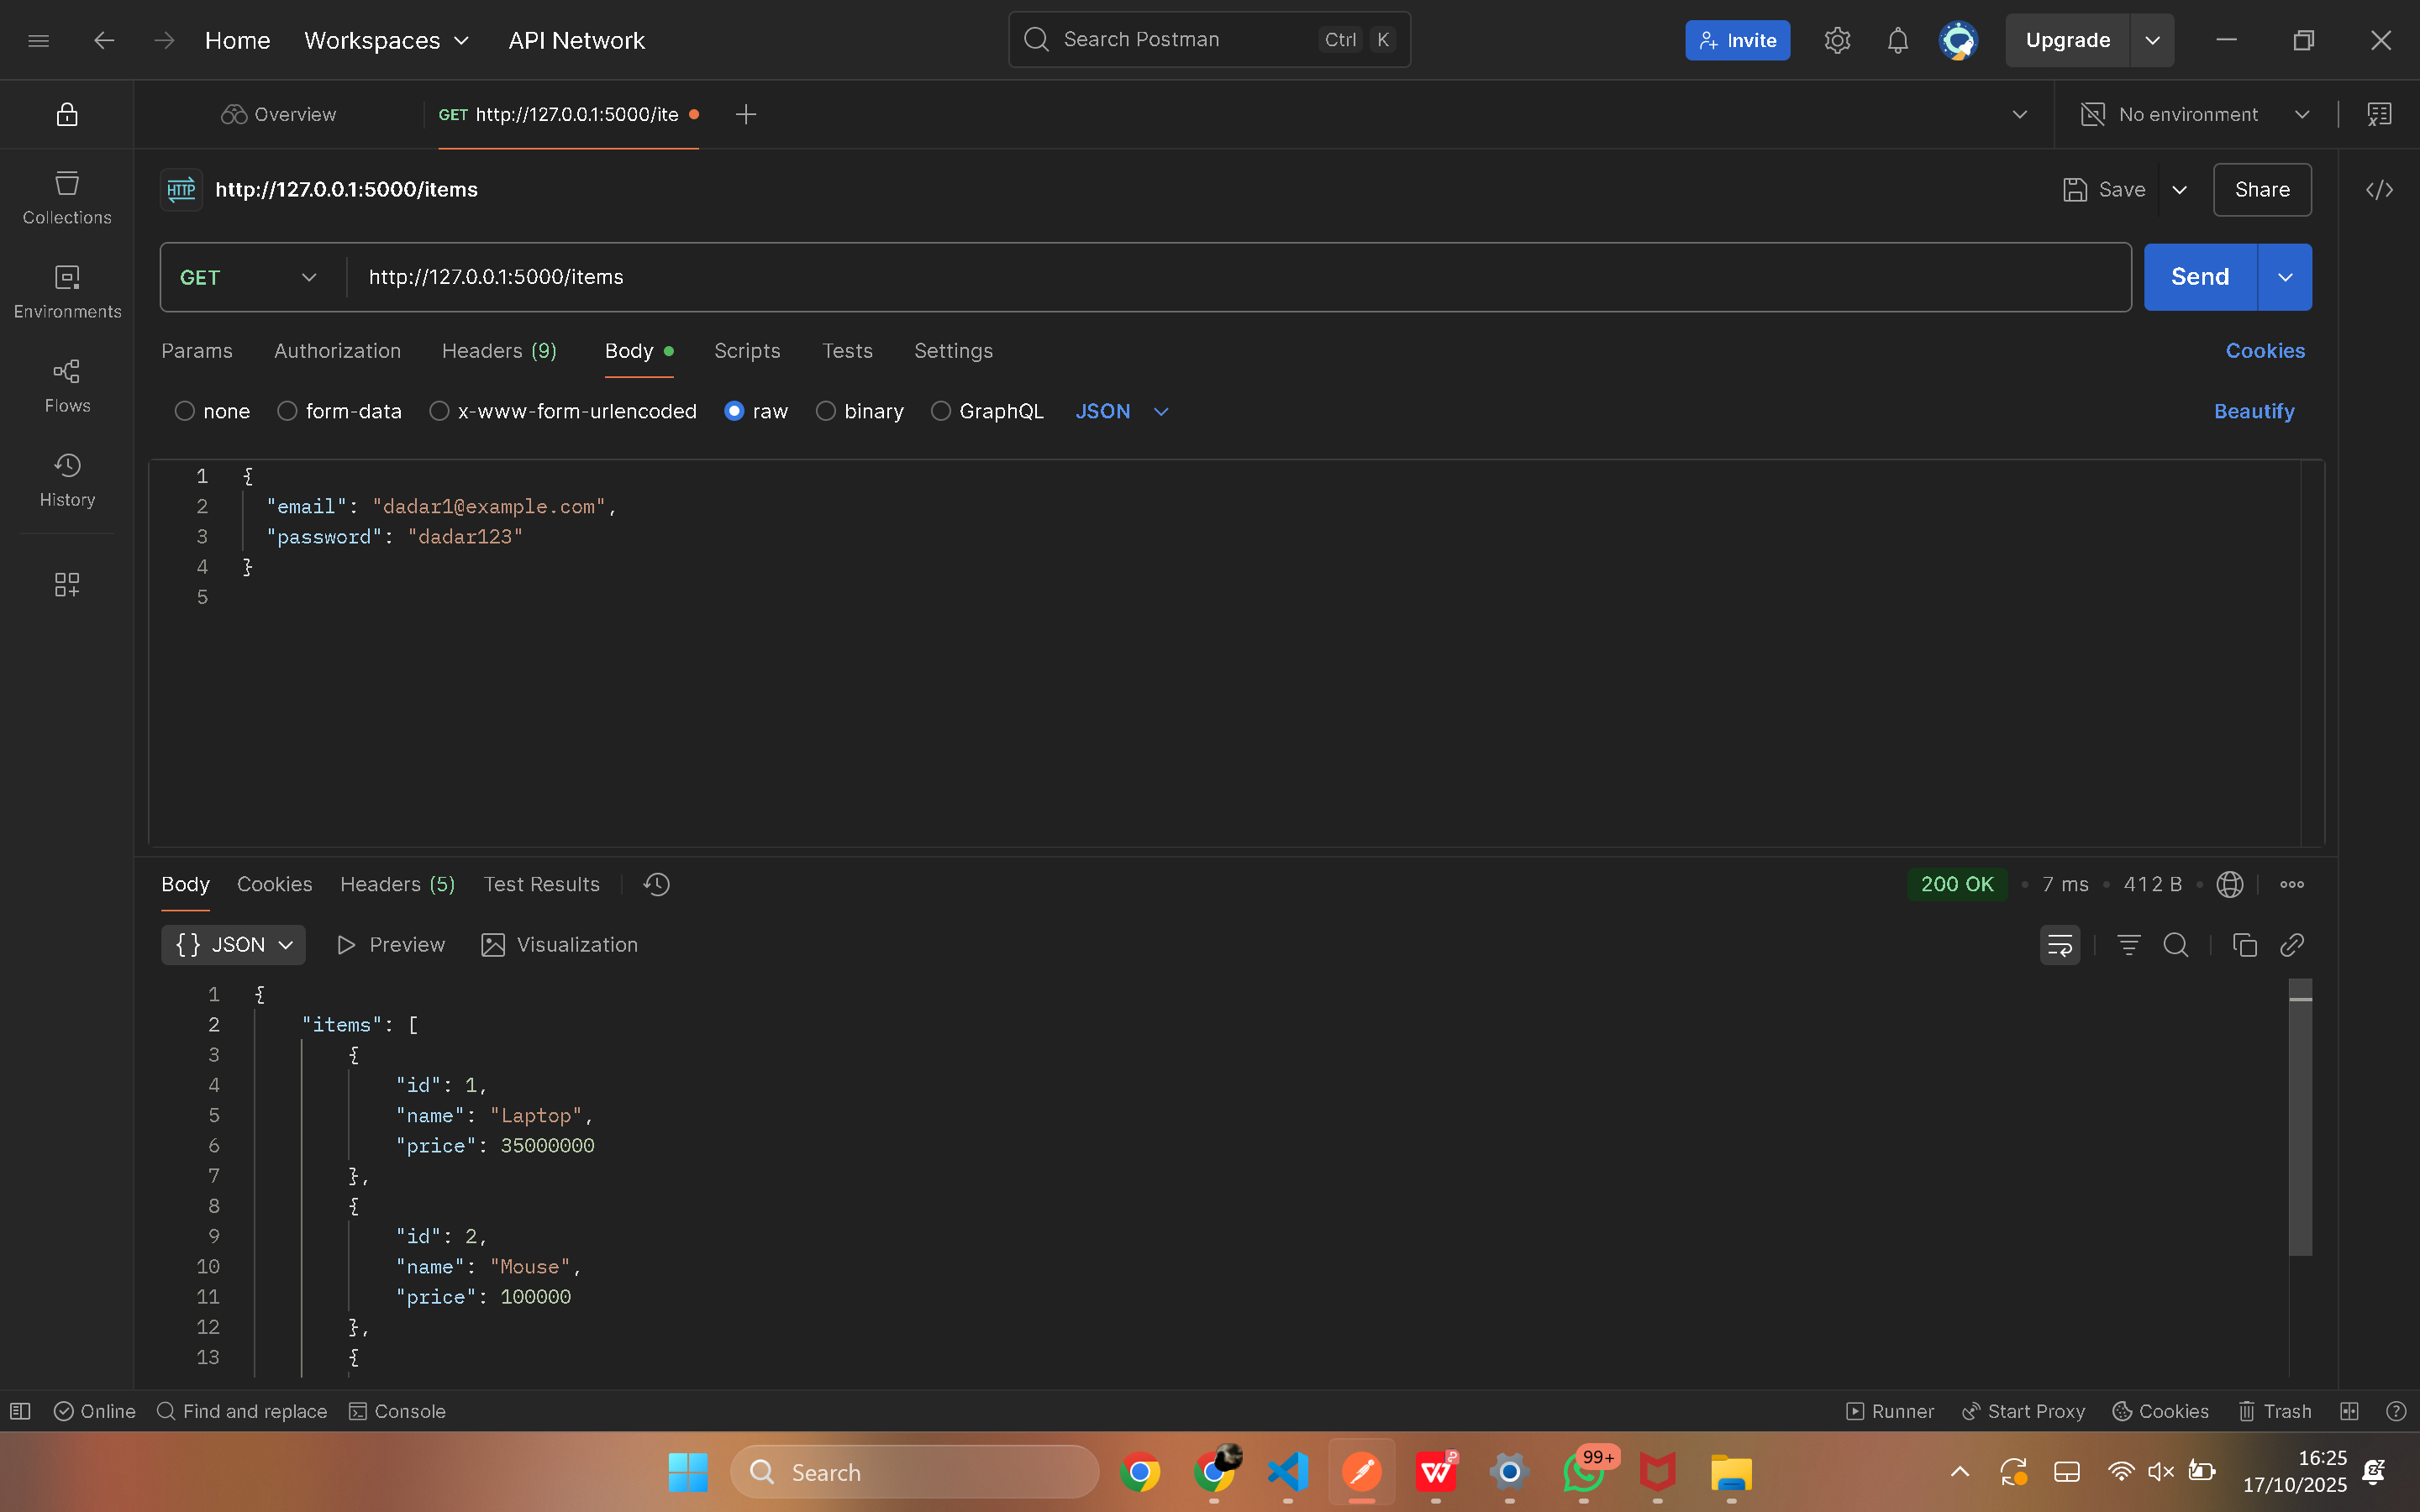 Home Workspaces API Network Search Postman Ctrl K Invite Upgrade
Overview GET http://127.0.0.1:5000/ite No environment
HTTP http://127.0.0.1:5000/items Save Share
Collections
GET http://127.0.0.1:5000/items Send
Environments
Params Authorization Headers (9) Body Scripts Tests Settings Cookies
Flows
none form-data x-www-form-urlencoded raw binary GraphQL JSON Beautify
History
1 {
2 "email": "dadar1@example.com",
3 "password": "dadar123"
4 }
5
Body Cookies Headers (5) Test Results 200 OK 7 ms 412 B
{} JSON Preview Visualization
1 {
2 "items": [
3 {
4 "id": 1,
5 "name": "Laptop",
6 "price": 35000000
7 },
8 {
9 "id": 2,
10 "name": "Mouse",
11 "price": 100000
12 },
13 {
Online Find and replace Console Runner Start Proxy Cookies Trash
Search 99+ 16:25
17/10/2025